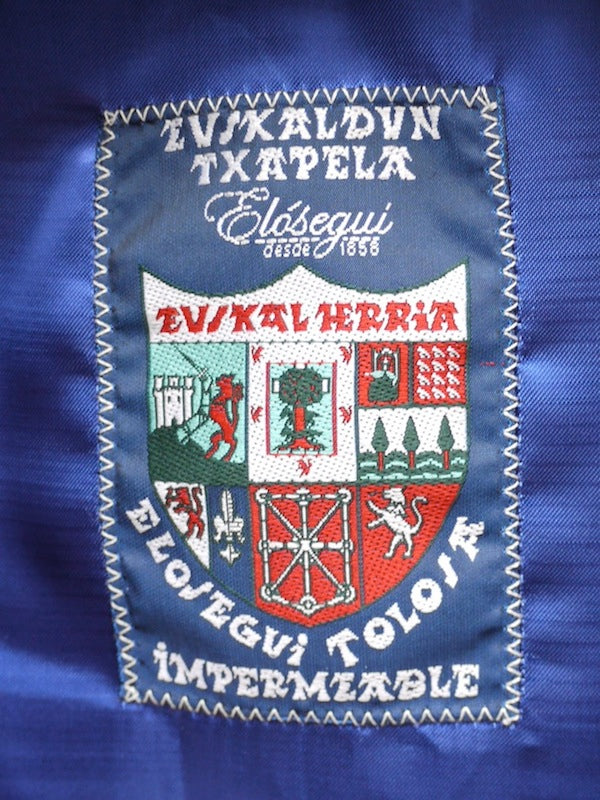 EUSKALDUN
TXAPELA
Elósegui
desde 1858
EUSKAL HERRIA
ELOSEGUI TOLOSA
IMPERMEABLE